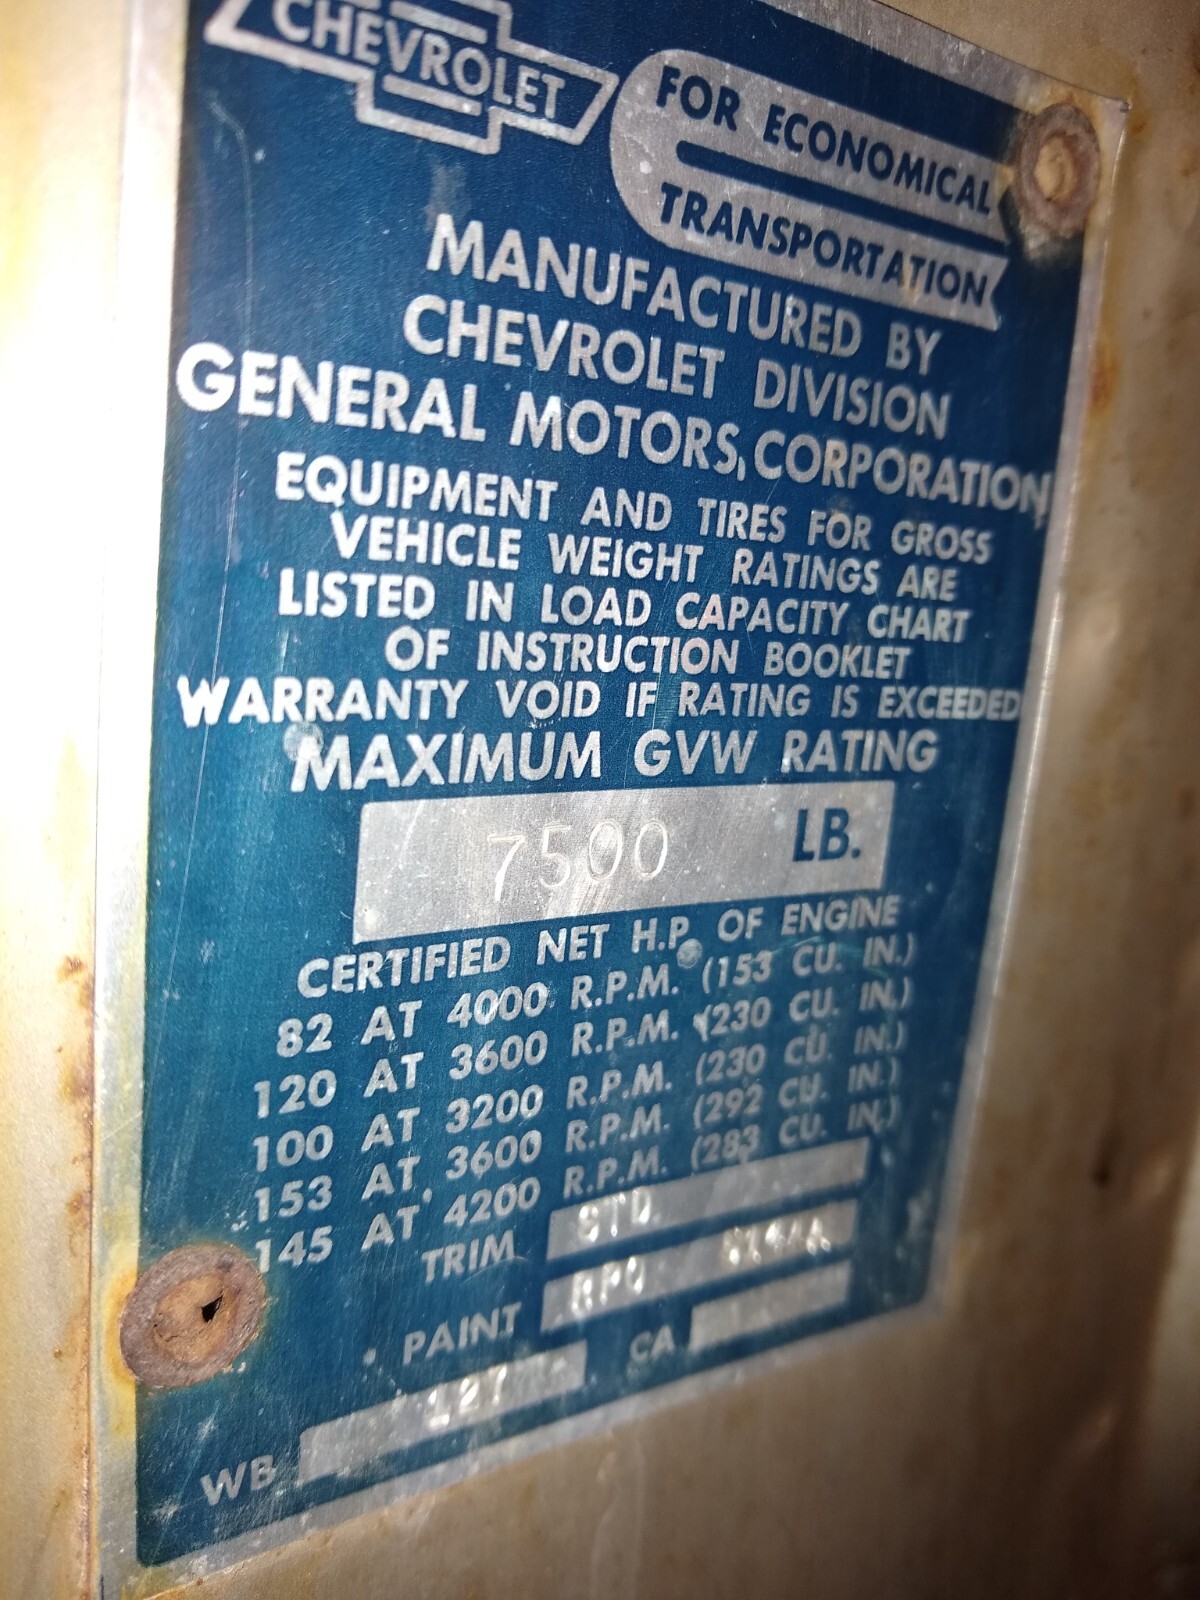 CHEVROLET
FOR ECONOMICAL
TRANSPORTATION
MANUFACTURED BY
CHEVROLET DIVISION
GENERAL MOTORS, CORPORATION
EQUIPMENT AND TIRES FOR GROSS
VEHICLE WEIGHT RATINGS ARE
LISTED IN LOAD CAPACITY CHART
OF INSTRUCTION BOOKLET
WARRANTY VOID IF RATING IS EXCEEDED
MAXIMUM GVW RATING
7500 LB.
CERTIFIED NET H.P. OF ENGINE
82 AT 4000 R.P.M. (153 CU. IN.)
120 AT 3600 R.P.M. (230 CU. IN.)
100 AT 3200 R.P.M. (230 CU. IN.)
153 AT 3600 R.P.M. (292 CU. IN.)
145 AT 4200 R.P.M. (283 CU. IN.)
TRIM STD.
PAINT RPO
WB 127 CA